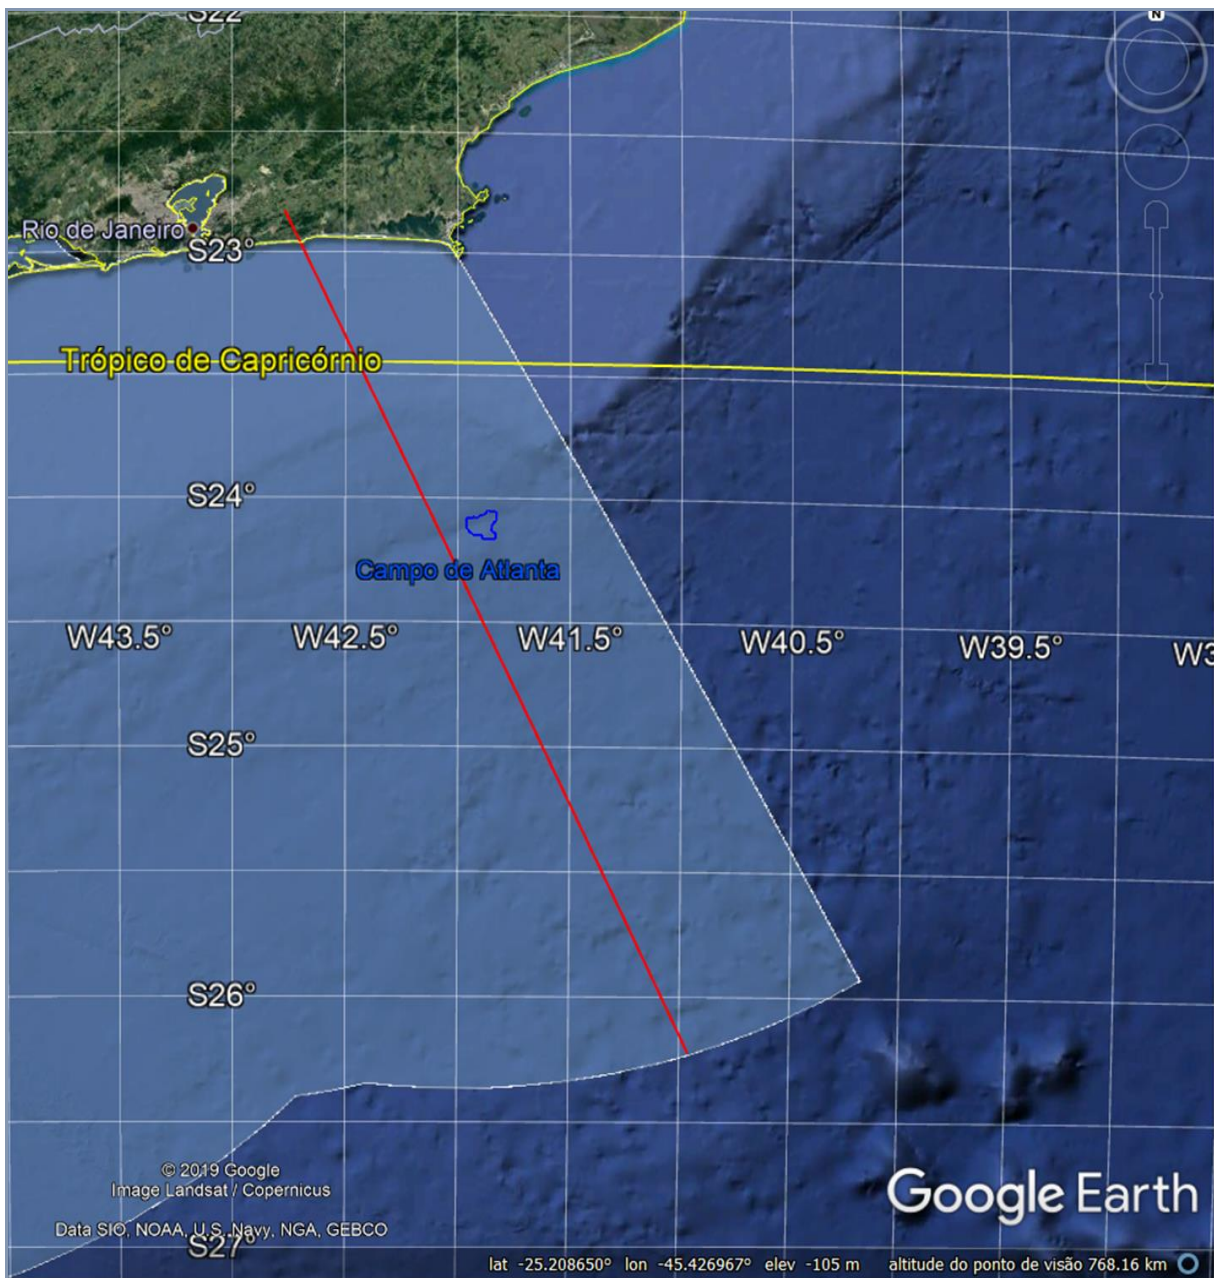 S22
N
Rio de Janeiro
S23°
Trópico de Capricórnio
S24°
Campo de Atlanta
W43.5° W42.5° W41.5° W40.5° W39.5° W3
S25°
S26°
© 2019 Google
Image Landsat / Copernicus
Google Earth
Data SIO, NOAA, U.S. Navy, NGA, GEBCO
S27°
lat -25.208650° lon -45.426967° elev -105 m altitude do ponto de visão 768.16 km